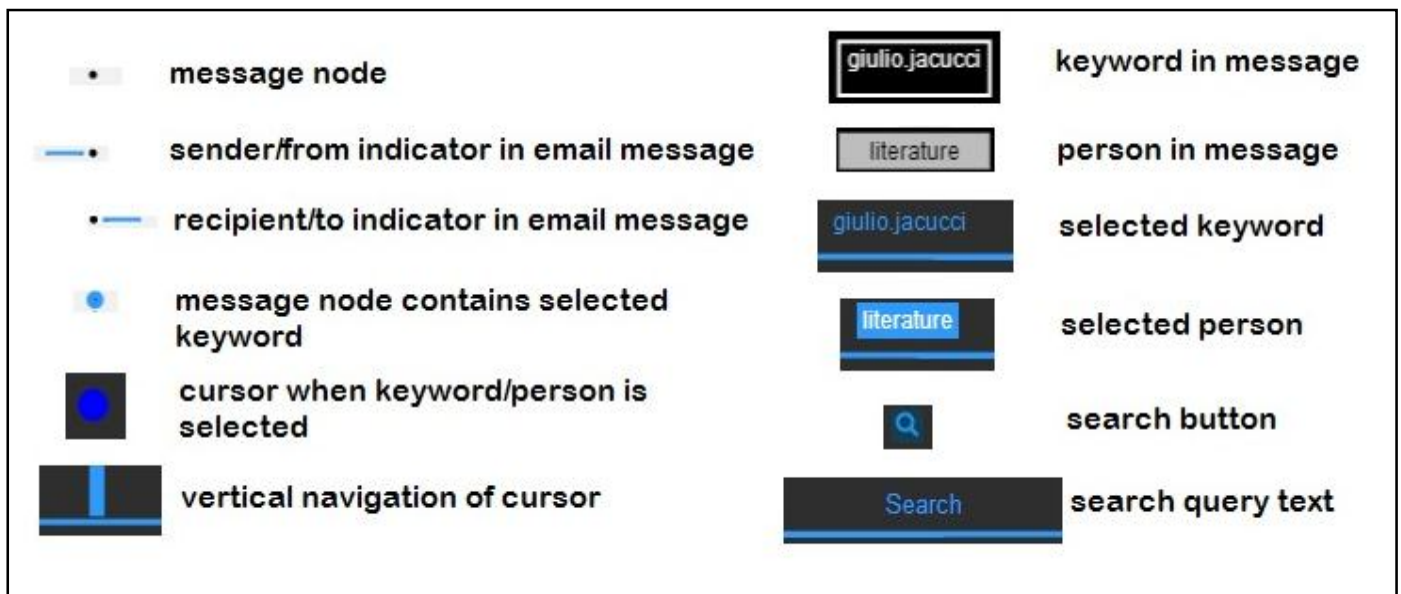 message node
sender/from indicator in email message
recipient/to indicator in email message
message node contains selected
keyword
cursor when keyword/person is
selected
vertical navigation of cursor
giulio.jacucci
keyword in message
literature
person in message
giulio.jacucci
selected keyword
literature
selected person
search button
Search
search query text